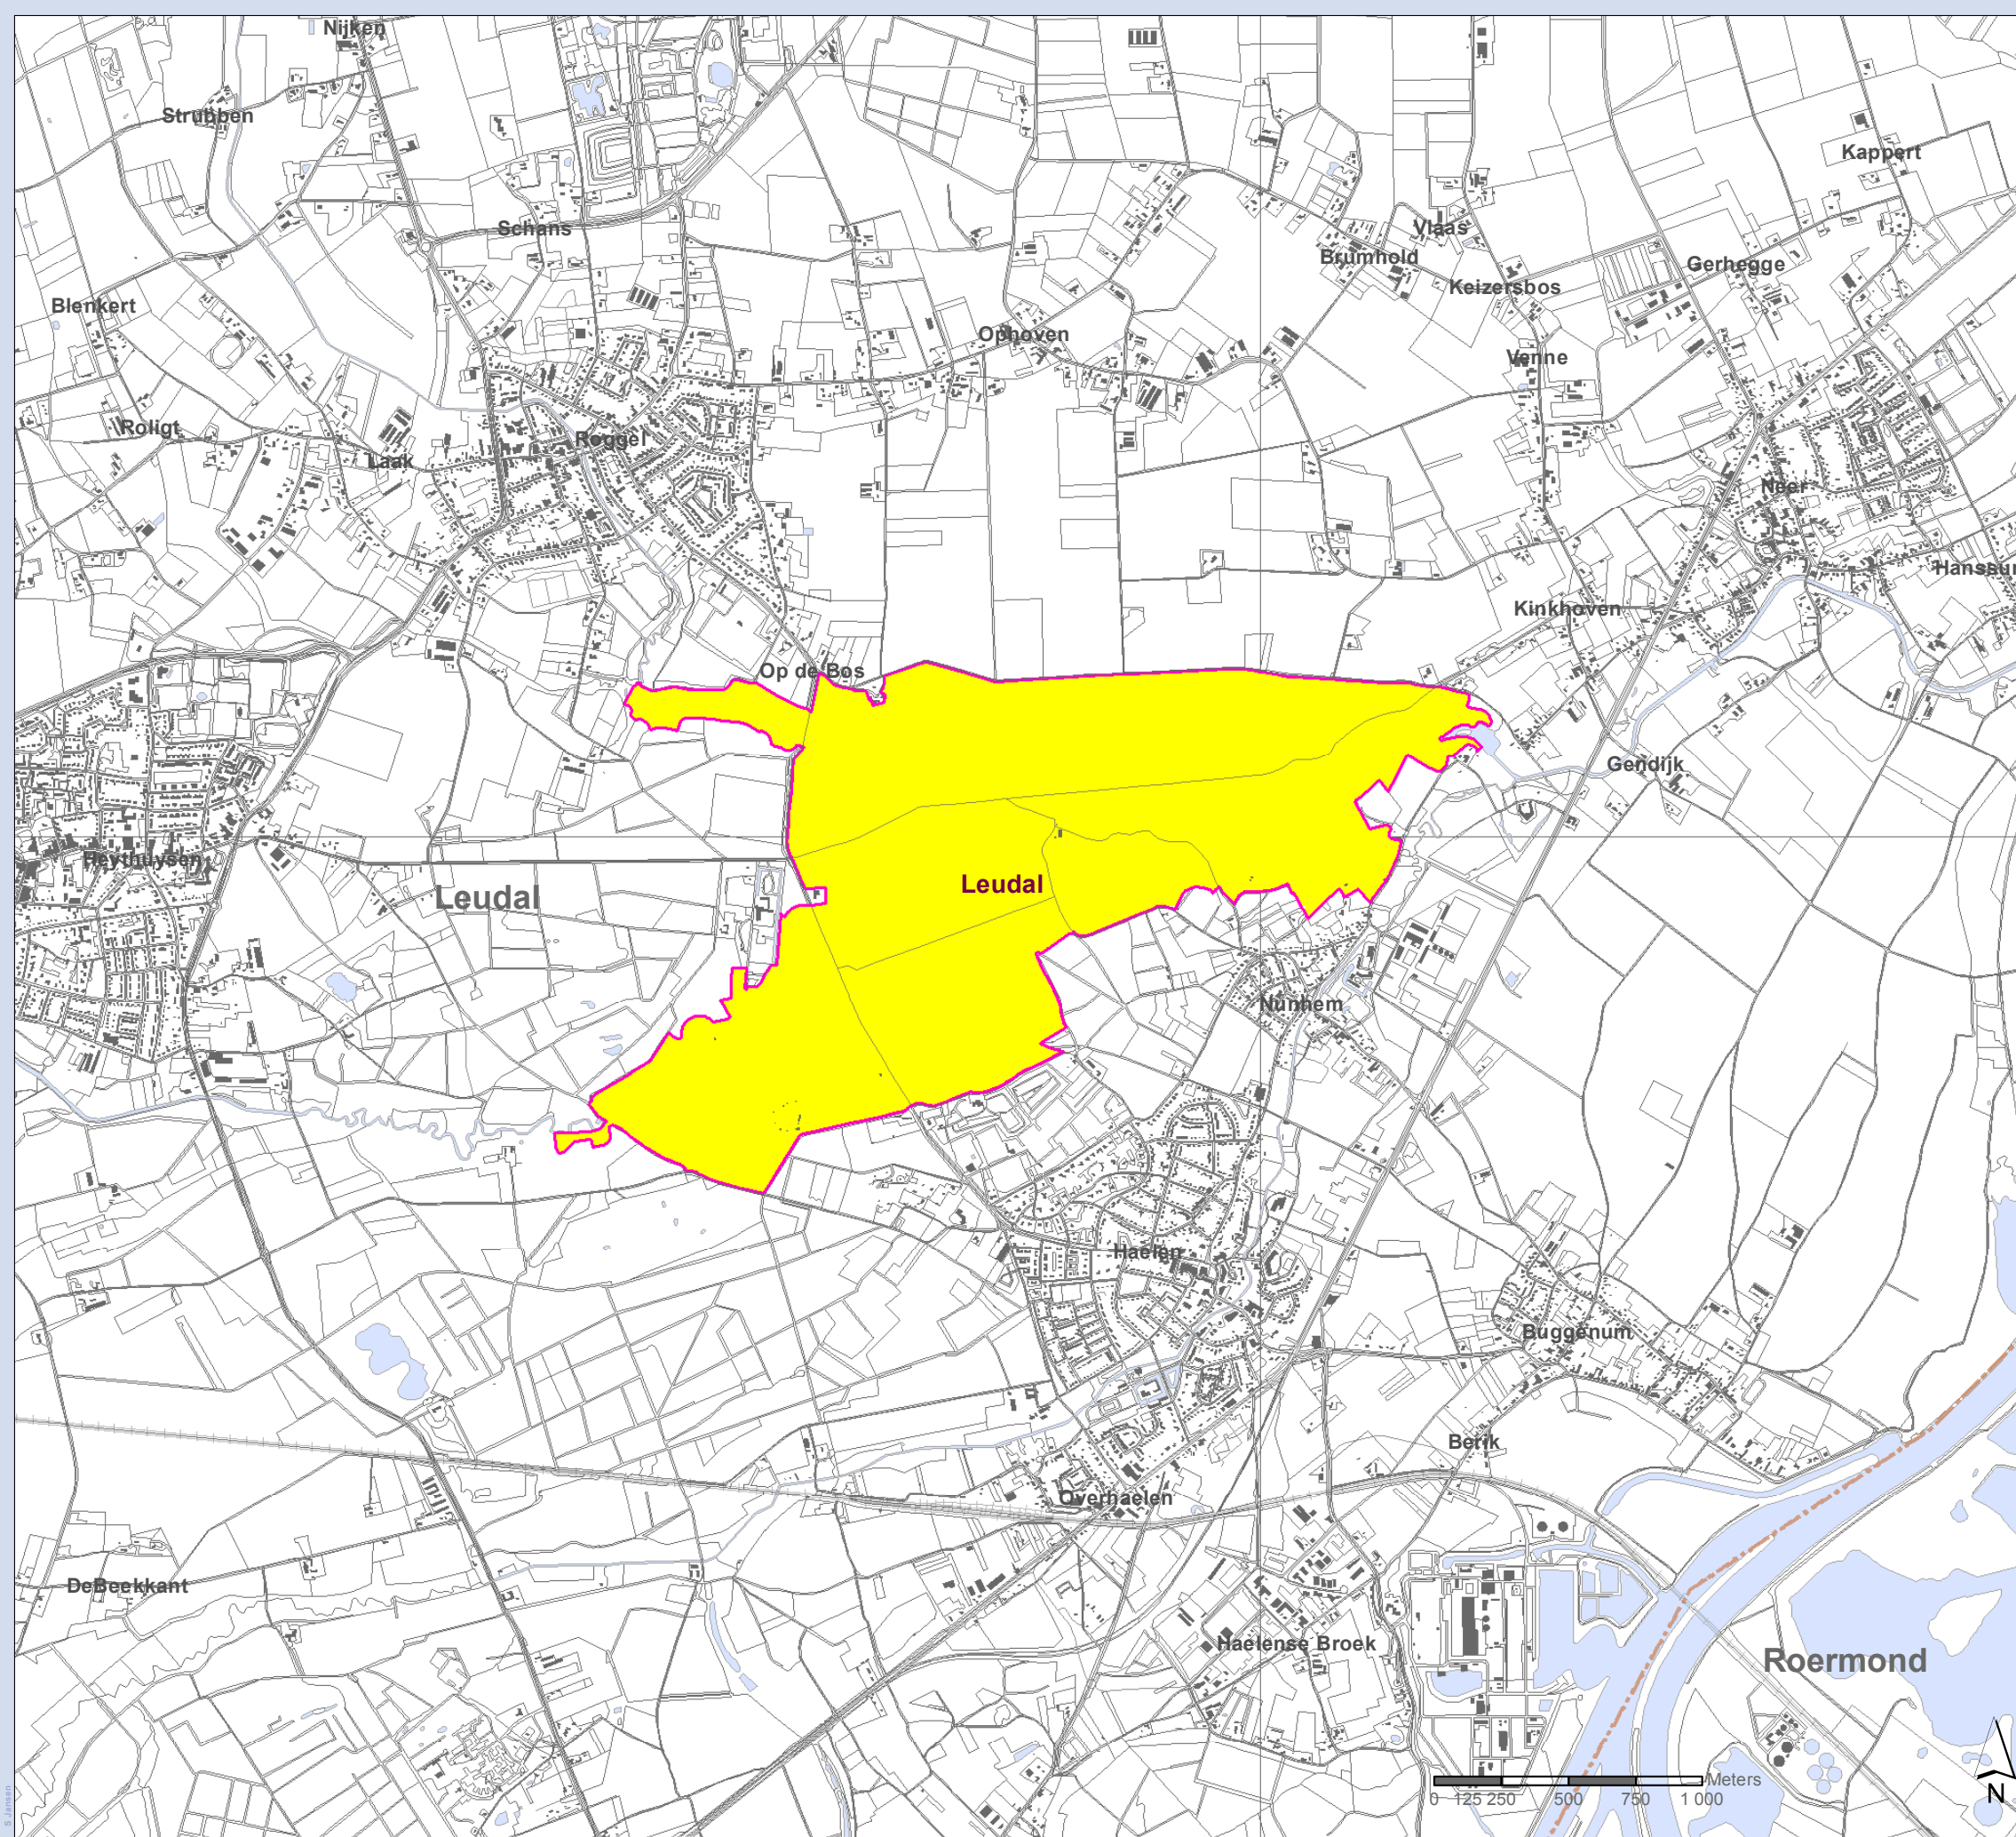 Nijken
Strubben
Kappert
Schans
Vlaas
Brumhold
Gerhegge
Keizersbos
Blenkert
Ophoven
Venne
Roligt
Roggel
Laak
Neer
Hanssum
Kinkhoven
Op de Bos
Gendijk
Heythuysen
Leudal
Leudal
Nunhem
Haelen
Buggenum
Berik
Overhaelen
DeBeekkant
Haelense Broek
Roermond
Meters
0 125 250 500 750 1 000
N
S Jansen